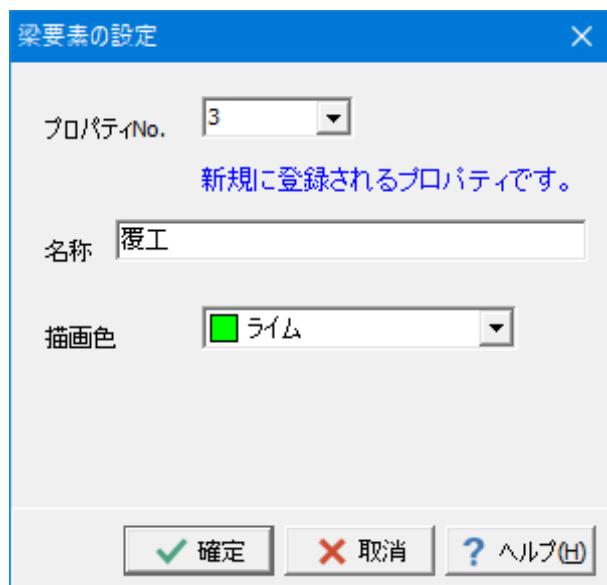 梁要素の設定
プロパティNo. 3
新規に登録されるプロパティです。
名称 覆工
描画色 ライム
確定 取消 ? ヘルプ(H)